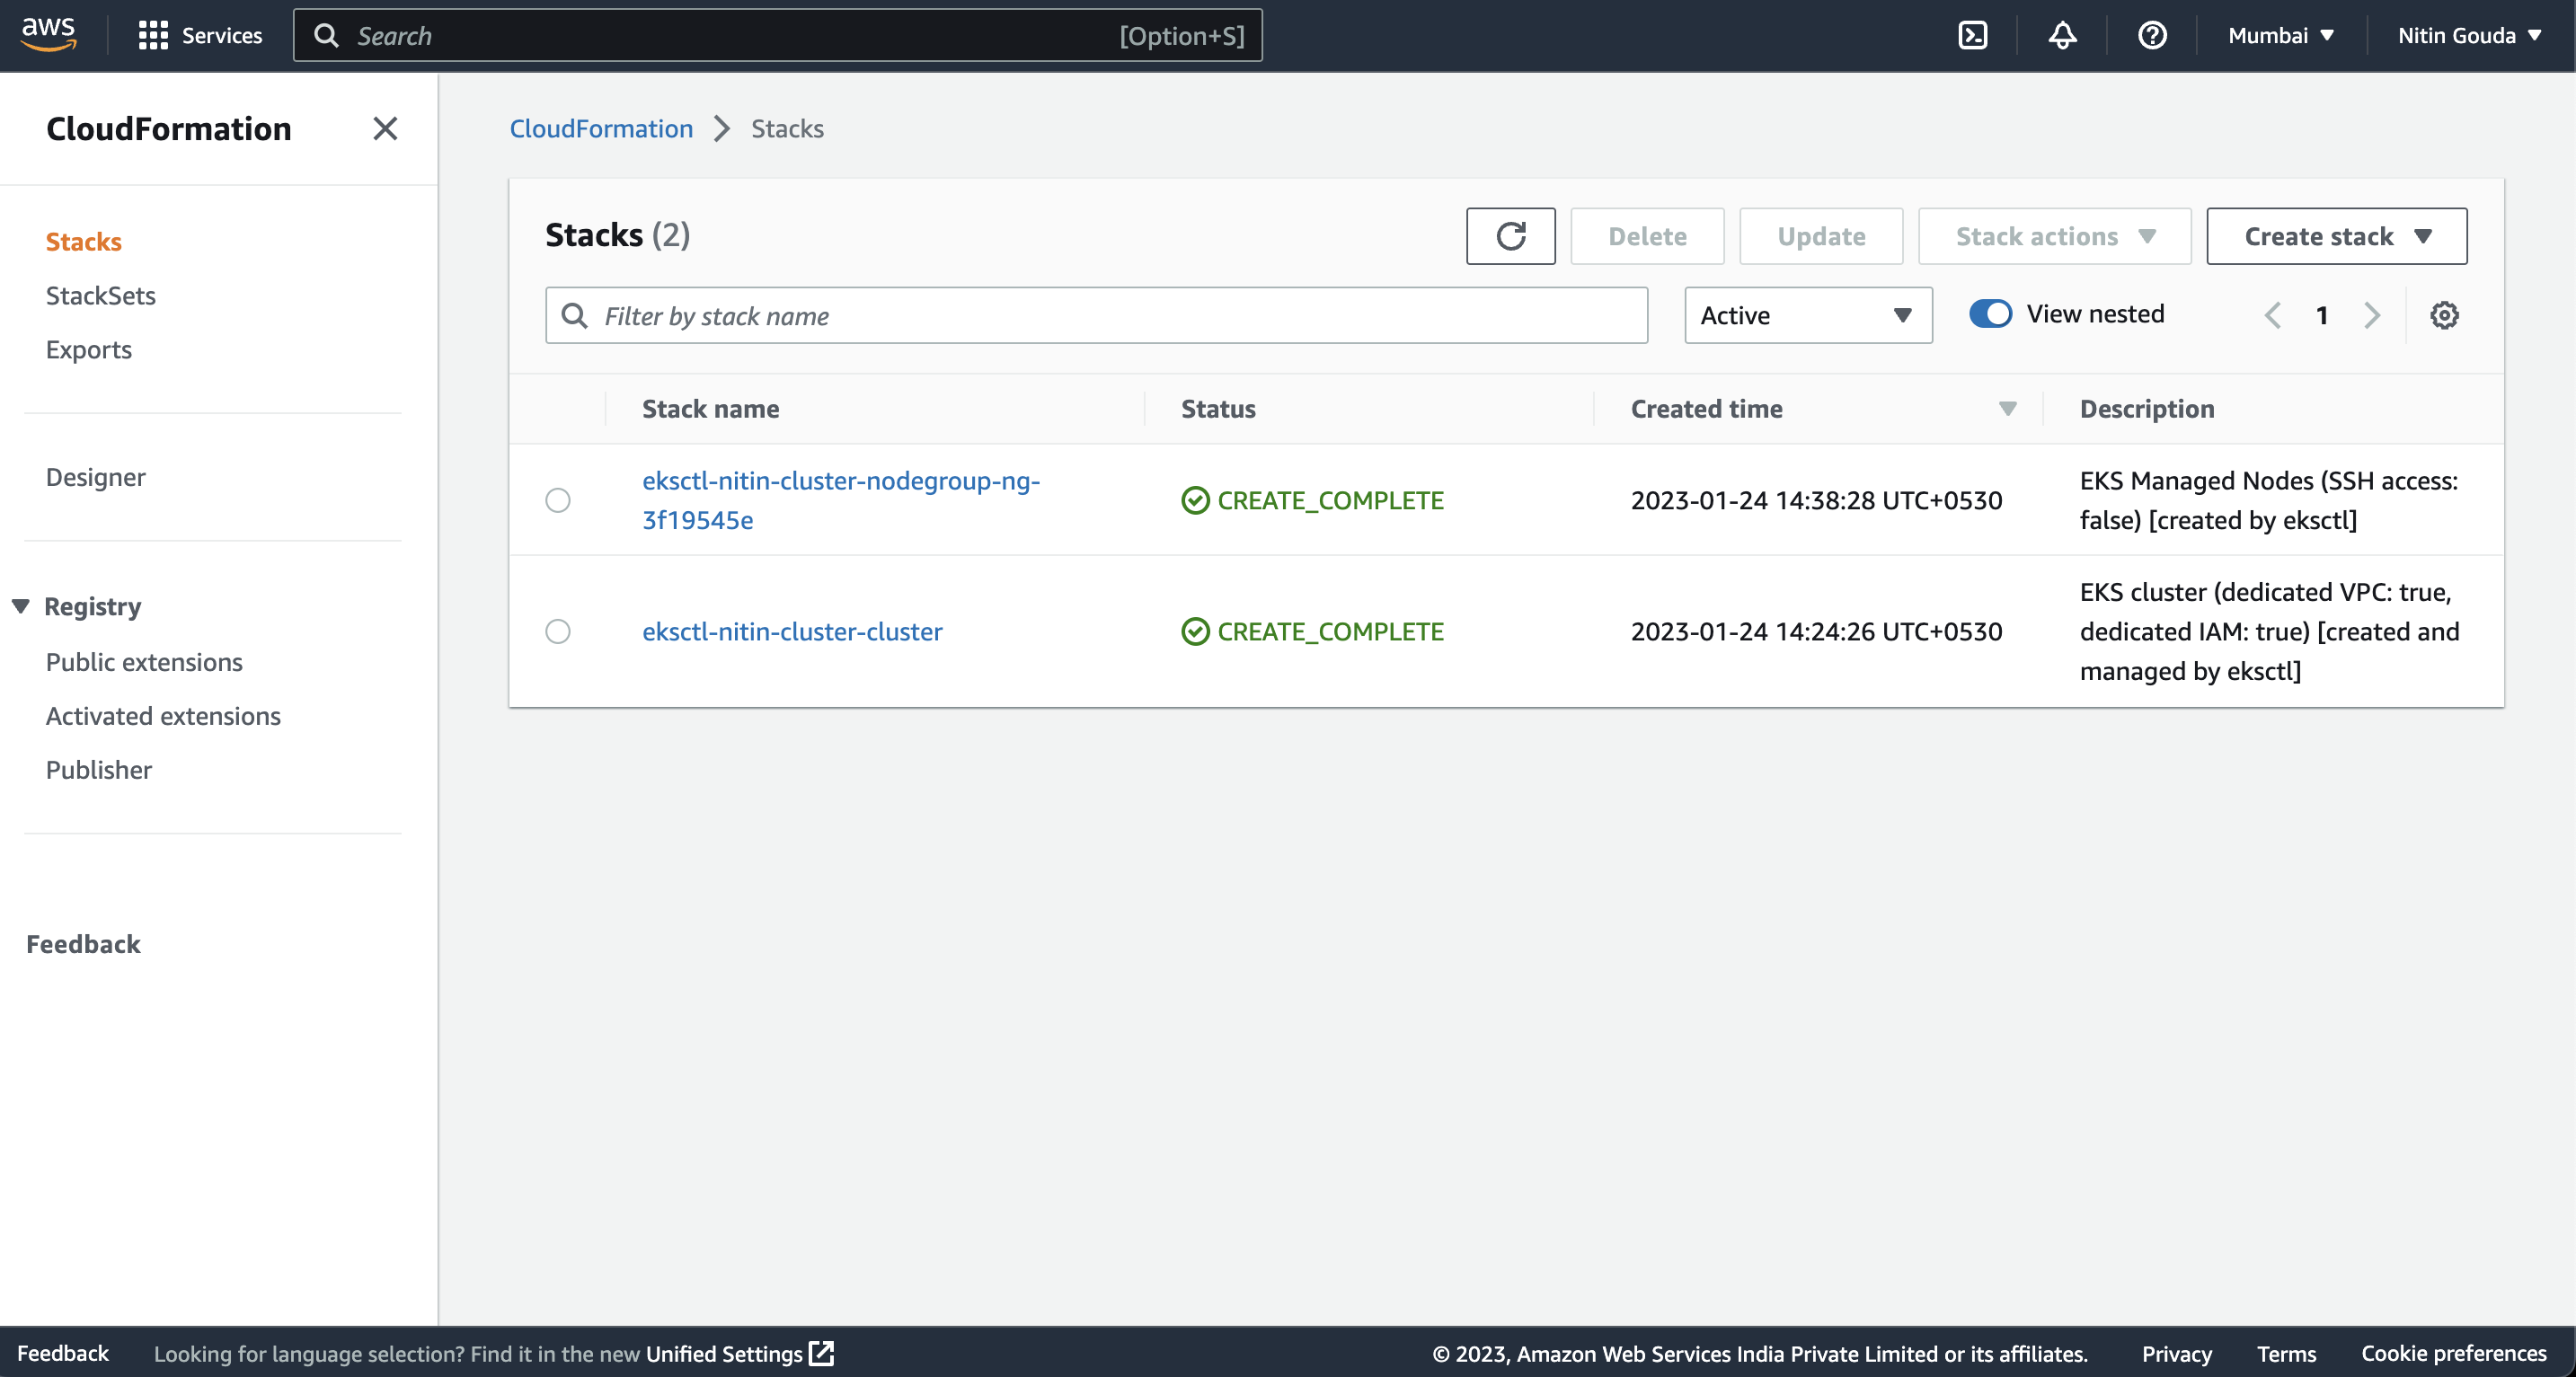 aws
Services
Search
[Option+S]
Mumbai
Nitin Gouda
CloudFormation
Stacks
StackSets
Exports
Designer
Registry
Public extensions
Activated extensions
Publisher
Feedback
CloudFormation
Stacks
Stacks (2)
Delete
Update
Stack actions
Create stack
Filter by stack name
Active
View nested
1
Stack name
Status
Created time
Description
eksctl-nitin-cluster-nodegroup-ng-
3f19545e
CREATE_COMPLETE
2023-01-24 14:38:28 UTC+0530
EKS Managed Nodes (SSH access:
false) [created by eksctl]
eksctl-nitin-cluster-cluster
CREATE_COMPLETE
2023-01-24 14:24:26 UTC+0530
EKS cluster (dedicated VPC: true,
dedicated IAM: true) [created and
managed by eksctl]
Feedback
Looking for language selection? Find it in the new Unified Settings
© 2023, Amazon Web Services India Private Limited or its affiliates.
Privacy
Terms
Cookie preferences